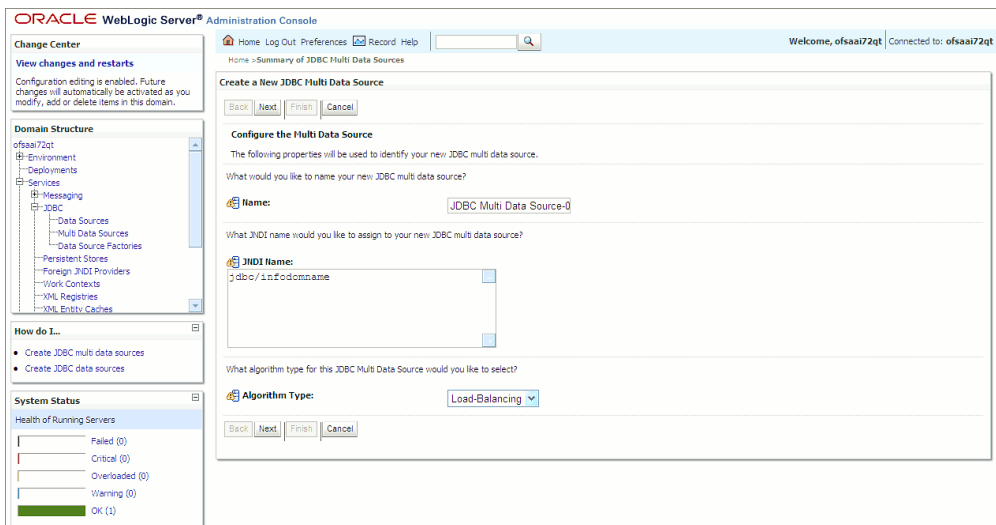 ORACLE WebLogic Server® Administration Console
Change Center
View changes and restarts
Configuration editing is enabled. Future
changes will automatically be activated as you
modify, add or delete items in this domain.
Domain Structure
ofsaai72qt
Environment
Deployments
Services
Messaging
JDBC
Data Sources
Multi Data Sources
Data Source Factories
Persistent Stores
Foreign JNDI Providers
Work Contexts
XML Registries
XML Entity Caches
How do I...
Create JDBC multi data sources
Create JDBC data sources
System Status
Health of Running Servers
Failed (0)
Critical (0)
Overloaded (0)
Warning (0)
OK (1)
Home Log Out Preferences Record Help
Welcome, ofsaai72qt Connected to: ofsaai72qt
Home >Summary of JDBC Multi Data Sources
Create a New JDBC Multi Data Source
Back Next Finish Cancel
Configure the Multi Data Source
The following properties will be used to identify your new JDBC multi data source.
What would you like to name your new JDBC multi data source?
Name: JDBC Multi Data Source-0
What JNDI name would you like to assign to your new JDBC multi data source?
JNDI Name:
jdbc/infodomname
What algorithm type for this JDBC Multi Data Source would you like to select?
Algorithm Type: Load-Balancing
Back Next Finish Cancel